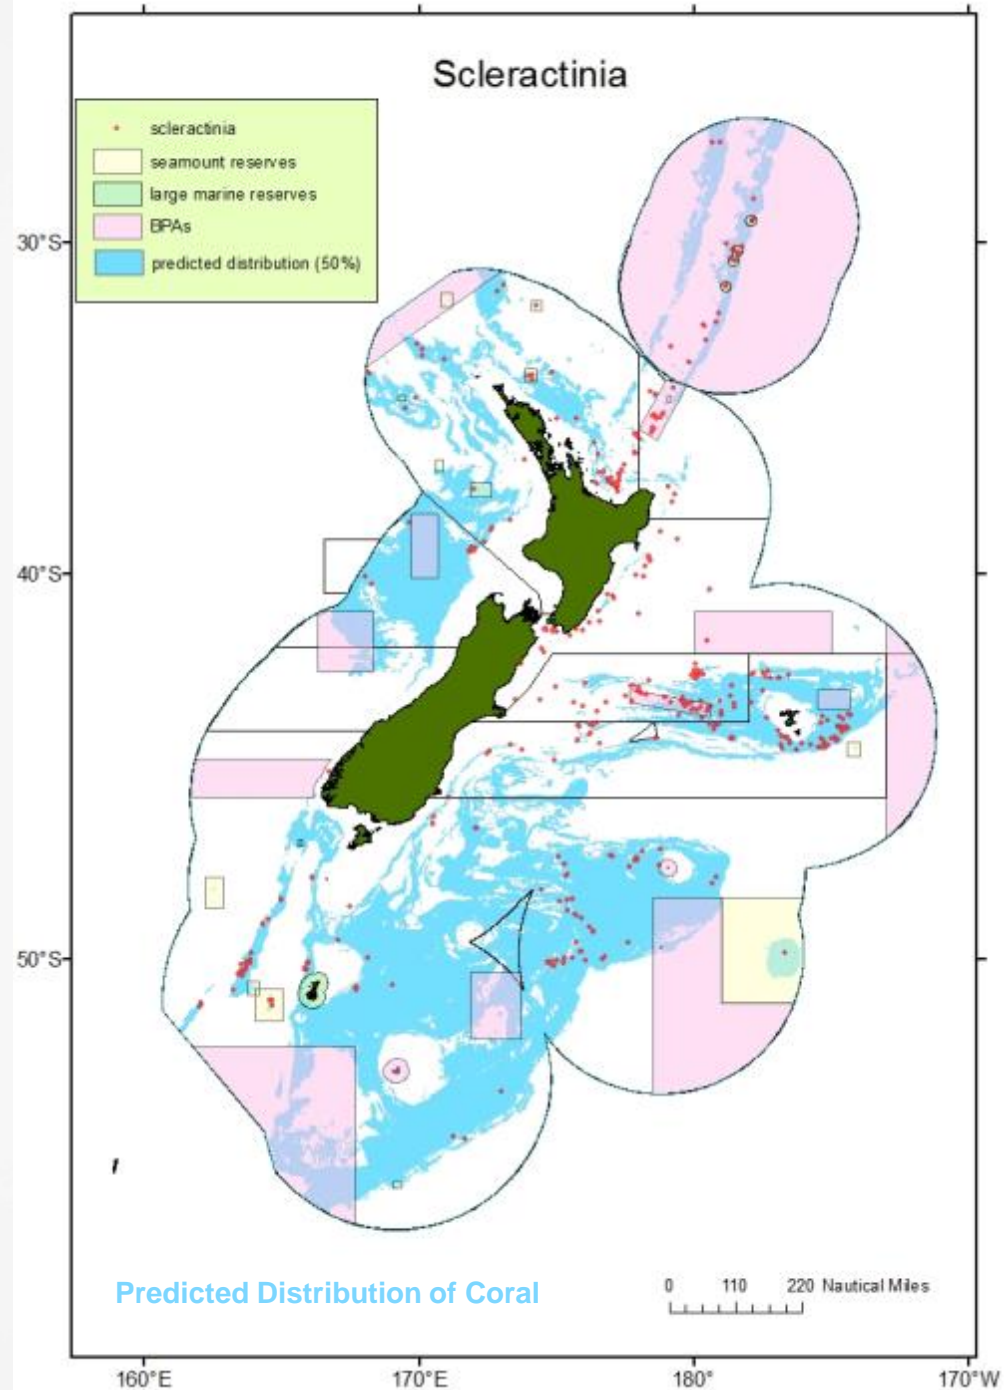 Scleractinia
scleractinia
seamount reserves
large marine reserves
BPAs
predicted distribution (50%)
30°S
40°S
50°S
Predicted Distribution of Coral
0 110 220 Nautical Miles
160°E 170°E 180° 170°W